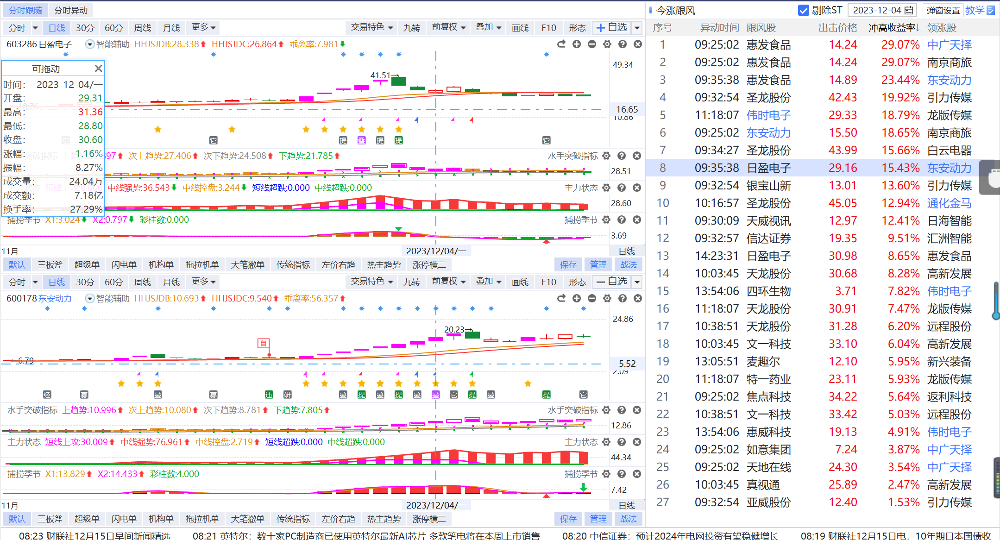 分时跟随 分时异动
分时 日线 30分 60分 周线 月线 更多 交易特色 九转 前复权 叠加 画线 F10 形态 自选
603286 日盈电子 智能辅助 HHJSJDB:28.338 HHJSJDC:26.864 乖离率:7.981
49.34
41.51→
16.65
10.86
可拖动
时间: 2023-12-04/一
开盘: 29.31
最高: 31.36
最低: 28.80
收盘: 30.60
涨幅: -1.16%
振幅: 8.27%
成交量: 24.04万
成交额: 7.18亿
换手率: 27.29%
它 它 提 叠 提 提 它
次上趋势:27.406 次下趋势:24.508 下趋势:21.785 水手突破指标
28.51
中线强势:36.543 中线控盘:3.244 短线超跌:0.000 中线超跌:0.000 主力状态
28.60
捕捞季节 X1:3.024 X2:0.797 彩柱数:0.000 捕捞季节
3.69
11月 2023/12/04/一 日线
默认 三板斧 超级单 闪电单 机构单 拖拉机单 大笔撤单 传统指标 左价右趋 热主趋势 涨停横二 保存 管理 战法
分时 日线 30分 60分 周线 月线 更多 交易特色 九转 前复权 叠加 画线 F10 形态 自选
600178 东安动力 智能辅助 HHJSJDB:10.693 HHJSJDC:9.540 乖离率:56.357
24.86
20.23→
自
←6.79
5.52
2.09
经 募 叠 募 违 研 叠 提 叠 提 叠 叠 它 提 叠 提 它
水手突破指标 上趋势:10.996 次上趋势:10.080 次下趋势:8.781 下趋势:7.805 水手突破指标
12.86
主力状态 短线上攻:30.009 中线强势:76.961 中线控盘:2.719 短线超跌:0.000 中线超跌:0.000 主力状态
44.34
捕捞季节 X1:13.829 X2:14.433 彩柱数:4.000 捕捞季节
7.42
11月 2023/12/04/一 日线
默认 三板斧 超级单 闪电单 机构单 拖拉机单 大笔撤单 传统指标 左价右趋 热主趋势 涨停横二 保存 管理 战法
今涨跟风 剔除ST 2023-12-04 弹窗设置 教学
序号 异动时间 跟风股 出击价格 冲高收益率↓ 领涨股
1 09:25:02 惠发食品 14.24 29.07% 中广天择
2 09:25:02 惠发食品 14.24 29.07% 南京商旅
3 09:35:38 惠发食品 14.89 23.44% 东安动力
4 09:32:54 圣龙股份 42.43 19.92% 引力传媒
5 11:18:07 伟时电子 29.33 18.79% 龙版传媒
6 09:25:02 东安动力 15.50 18.65% 南京商旅
7 09:34:27 圣龙股份 43.99 15.66% 白云电器
8 09:35:38 日盈电子 29.16 15.43% 东安动力
9 09:32:54 银宝山新 13.01 13.60% 引力传媒
10 10:16:57 圣龙股份 45.05 12.94% 通化金马
11 09:30:09 天威视讯 12.97 12.41% 日海智能
12 09:32:57 信达证券 19.35 9.51% 汇洲智能
13 14:23:31 日盈电子 30.98 8.65% 惠发食品
14 10:03:45 天龙股份 30.68 8.28% 高新发展
15 13:54:06 四环生物 3.71 7.82% 伟时电子
16 11:18:07 天龙股份 30.91 7.47% 龙版传媒
17 10:38:51 天龙股份 31.28 6.20% 远程股份
18 10:03:45 文一科技 33.10 6.04% 高新发展
19 13:05:51 麦趣尔 12.10 5.95% 新兴装备
20 11:18:07 特一药业 23.11 5.93% 龙版传媒
21 09:25:02 焦点科技 34.22 5.64% 返利科技
22 10:38:51 文一科技 33.42 5.03% 远程股份
23 13:54:06 惠威科技 19.13 4.91% 伟时电子
24 09:25:02 如意集团 7.24 3.87% 中广天择
25 09:25:02 天地在线 24.30 3.54% 中广天择
26 10:03:45 真视通 25.89 2.47% 高新发展
27 09:32:54 亚威股份 12.40 1.53% 引力传媒
08:23 财联社12月15日早间新闻精选 08:21 英特尔：数十家PC制造商已使用英特尔最新AI芯片 多款笔电将在本周上市销售 08:20 中信证券：预计2024年电网投资有望稳健增长 08:19 财联社12月15日电，10年期日本国债收